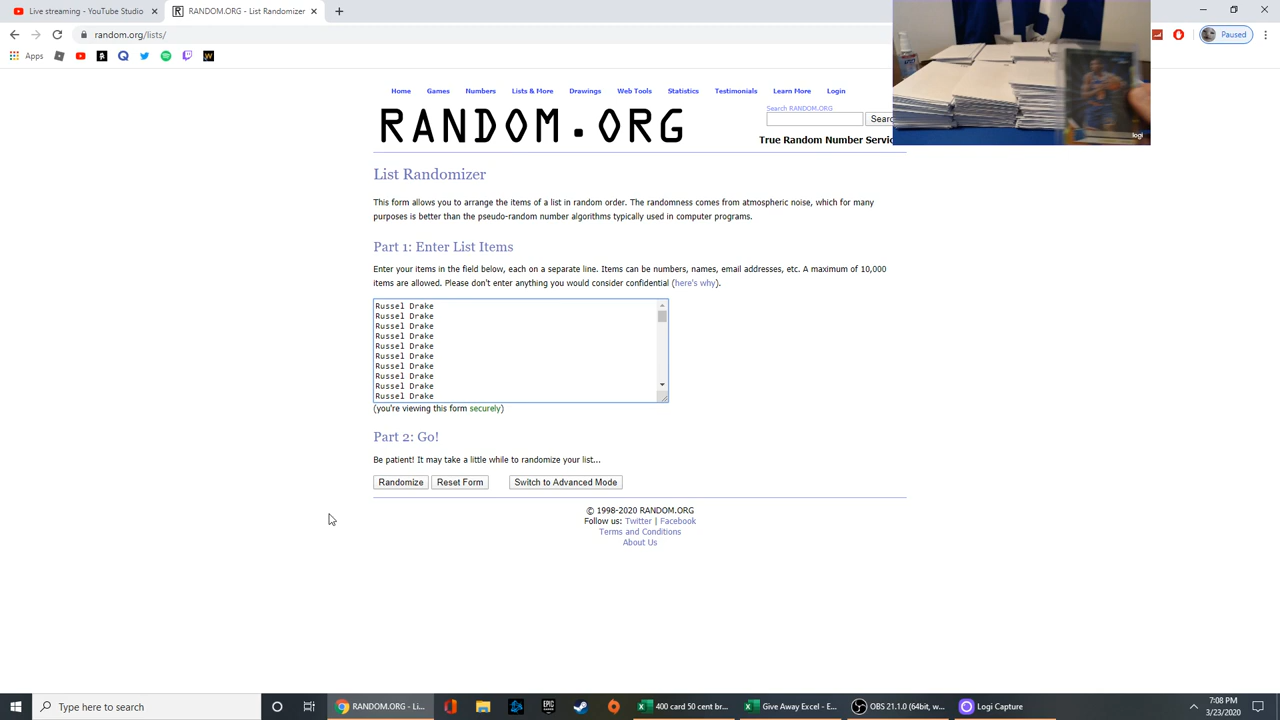 Live streaming - YouTube Studio
RANDOM.ORG - List Randomizer
random.org/lists/
Paused
Apps
Home Games Numbers Lists & More Drawings Web Tools Statistics Testimonials Learn More Login
RANDOM.ORG
Search RANDOM.ORG
True Random Number
List Randomizer
This form allows you to arrange the items of a list in random order. The randomness comes from atmospheric noise, which for many
purposes is better than the pseudo-random number algorithms typically used in computer programs.
Part 1: Enter List Items
Enter your items in the field below, each on a separate line. Items can be numbers, names, email addresses, etc. A maximum of 10,000
items are allowed. Please don't enter anything you would consider confidential (here's why).
Russel Drake
Russel Drake
Russel Drake
Russel Drake
Russel Drake
Russel Drake
Russel Drake
Russel Drake
Russel Drake
Russel Drake
(you're viewing this form securely)
Part 2: Go!
Be patient! It may take a little while to randomize your list...
Randomize Reset Form Switch to Advanced Mode
© 1998-2020 RANDOM.ORG
Follow us: Twitter | Facebook
Terms and Conditions
About Us
logi
Type here to search
RANDOM.ORG - Li...
400 card 50 cent br...
Give Away Excel - E...
OBS 21.1.0 (64bit, w...
Logi Capture
7:08 PM
3/23/2020